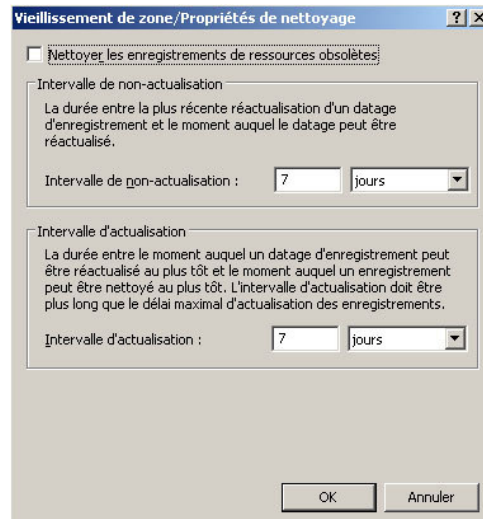 Vieillissement de zone/Propriétés de nettoyage
Nettoyer les enregistrements de ressources obsolètes
Intervalle de non-actualisation
La durée entre la plus récente réactualisation d'un datage
d'enregistrement et le moment auquel le datage peut être
réactualisé.
Intervalle de non-actualisation : 7 jours
Intervalle d'actualisation
La durée entre le moment auquel un datage d'enregistrement peut
être réactualisé au plus tôt et le moment auquel un enregistrement
peut être nettoyé au plus tôt. L'intervalle d'actualisation doit être
plus long que le délai maximal d'actualisation des enregistrements.
Intervalle d'actualisation : 7 jours
OK Annuler